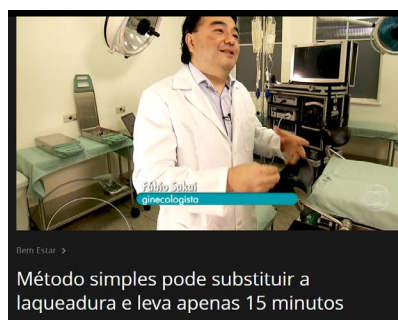 Fábio Sakai
ginecologista
Bem Estar >
Método simples pode substituir a
laqueadura e leva apenas 15 minutos